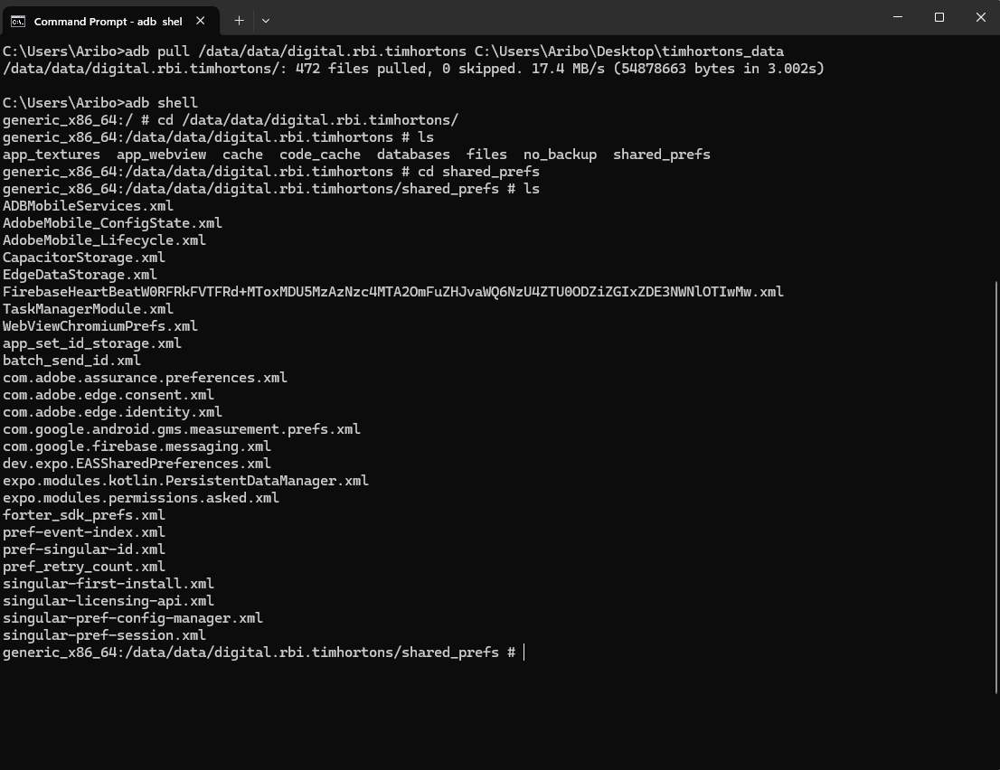 Command Prompt - adb shel
C:\Users\Aribo>adb pull /data/data/digital.rbi.timhortons C:\Users\Aribo\Desktop\timhortons_data
/data/data/digital.rbi.timhortons/: 472 files pulled, 0 skipped. 17.4 MB/s (54878663 bytes in 3.002s)
C:\Users\Aribo>adb shell
generic_x86_64:/ # cd /data/data/digital.rbi.timhortons/
generic_x86_64:/data/data/digital.rbi.timhortons # ls
app_textures app_webview cache code_cache databases files no_backup shared_prefs
generic_x86_64:/data/data/digital.rbi.timhortons # cd shared_prefs
generic_x86_64:/data/data/digital.rbi.timhortons/shared_prefs # ls
ADBMobileServices.xml
AdobeMobile_ConfigState.xml
AdobeMobile_Lifecycle.xml
CapacitorStorage.xml
EdgeDataStorage.xml
FirebaseHeartBeatW0RFRkFVTFRd+MToxMDU5MzAzNzc4MTA2OmFuZHJvaWQ6NzU4ZTU0ODZiZGIxZDE3NWNlOTIwMw.xml
TaskManagerModule.xml
WebViewChromiumPrefs.xml
app_set_id_storage.xml
batch_send_id.xml
com.adobe.assurance.preferences.xml
com.adobe.edge.consent.xml
com.adobe.edge.identity.xml
com.google.android.gms.measurement.prefs.xml
com.google.firebase.messaging.xml
dev.expo.EASSharedPreferences.xml
expo.modules.kotlin.PersistentDataManager.xml
expo.modules.permissions.asked.xml
forter_sdk_prefs.xml
pref-event-index.xml
pref-singular-id.xml
pref_retry_count.xml
singular-first-install.xml
singular-licensing-api.xml
singular-pref-config-manager.xml
singular-pref-session.xml
generic_x86_64:/data/data/digital.rbi.timhortons/shared_prefs #